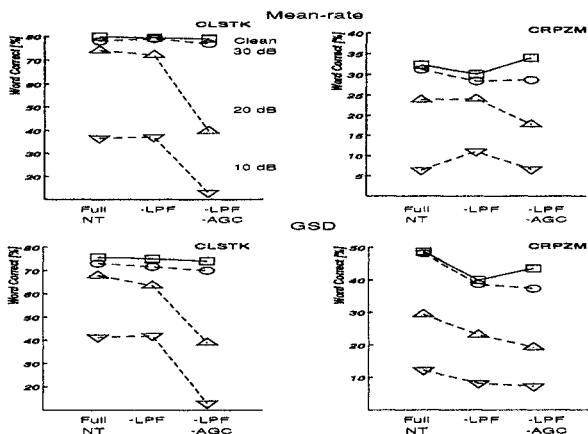 Mean-rate
CLSTK
Word Correct [%]
80
70
60
50
40
30
20
Clean
30 dB
20 dB
10 dB
Full NT
-LPF
-LPF -AGC
CRPZM
Word Correct [%]
40
35
30
25
20
15
10
5
Full NT
-LPF
-LPF -AGC
GSD
CLSTK
Word Correct [%]
80
70
60
50
40
30
20
Full NT
-LPF
-LPF -AGC
CRPZM
Word Correct [%]
50
40
30
20
10
Full NT
-LPF
-LPF -AGC